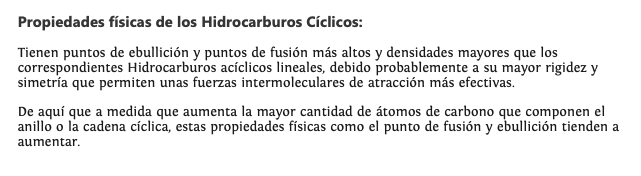 Propiedades físicas de los Hidrocarburos Cíclicos:
Tienen puntos de ebullición y puntos de fusión más altos y densidades mayores que los
correspondientes Hidrocarburos acíclicos lineales, debido probablemente a su mayor rigidez y
simetría que permiten unas fuerzas intermoleculares de atracción más efectivas.
De aquí que a medida que aumenta la mayor cantidad de átomos de carbono que componen el
anillo o la cadena cíclica, estas propiedades físicas como el punto de fusión y ebullición tienden a
aumentar.